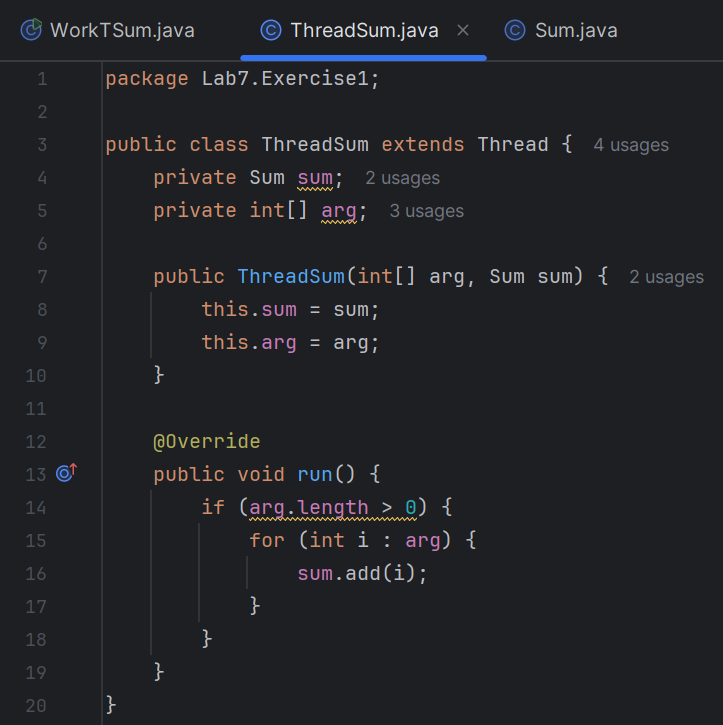 WorkTSum.java ThreadSum.java Sum.java
1 package Lab7.Exercise1;
2
3 public class ThreadSum extends Thread { 4 usages
4     private Sum sum; 2 usages
5     private int[] arg; 3 usages
6
7     public ThreadSum(int[] arg, Sum sum) { 2 usages
8         this.sum = sum;
9         this.arg = arg;
10     }
11
12     @Override
13     public void run() {
14         if (arg.length > 0) {
15             for (int i : arg) {
16                 sum.add(i);
17             }
18         }
19     }
20 }